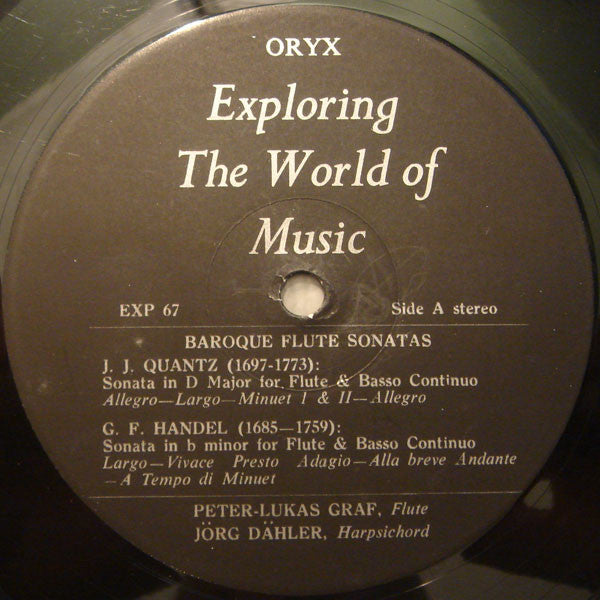 ORYX
Exploring
The World of
Music
EXP 67 Side A stereo
BAROQUE FLUTE SONATAS
J. J. QUANTZ (1697-1773):
Sonata in D Major for Flute & Basso Continuo
Allegro—Largo—Minuet I & II—Allegro
G. F. HANDEL (1685—1759):
Sonata in b minor for Flute & Basso Continuo
Largo—Vivace Presto Adagio—Alla breve Andante
—A Tempo di Minuet
PETER-LUKAS GRAF, Flute
JÖRG DÄHLER, Harpsichord